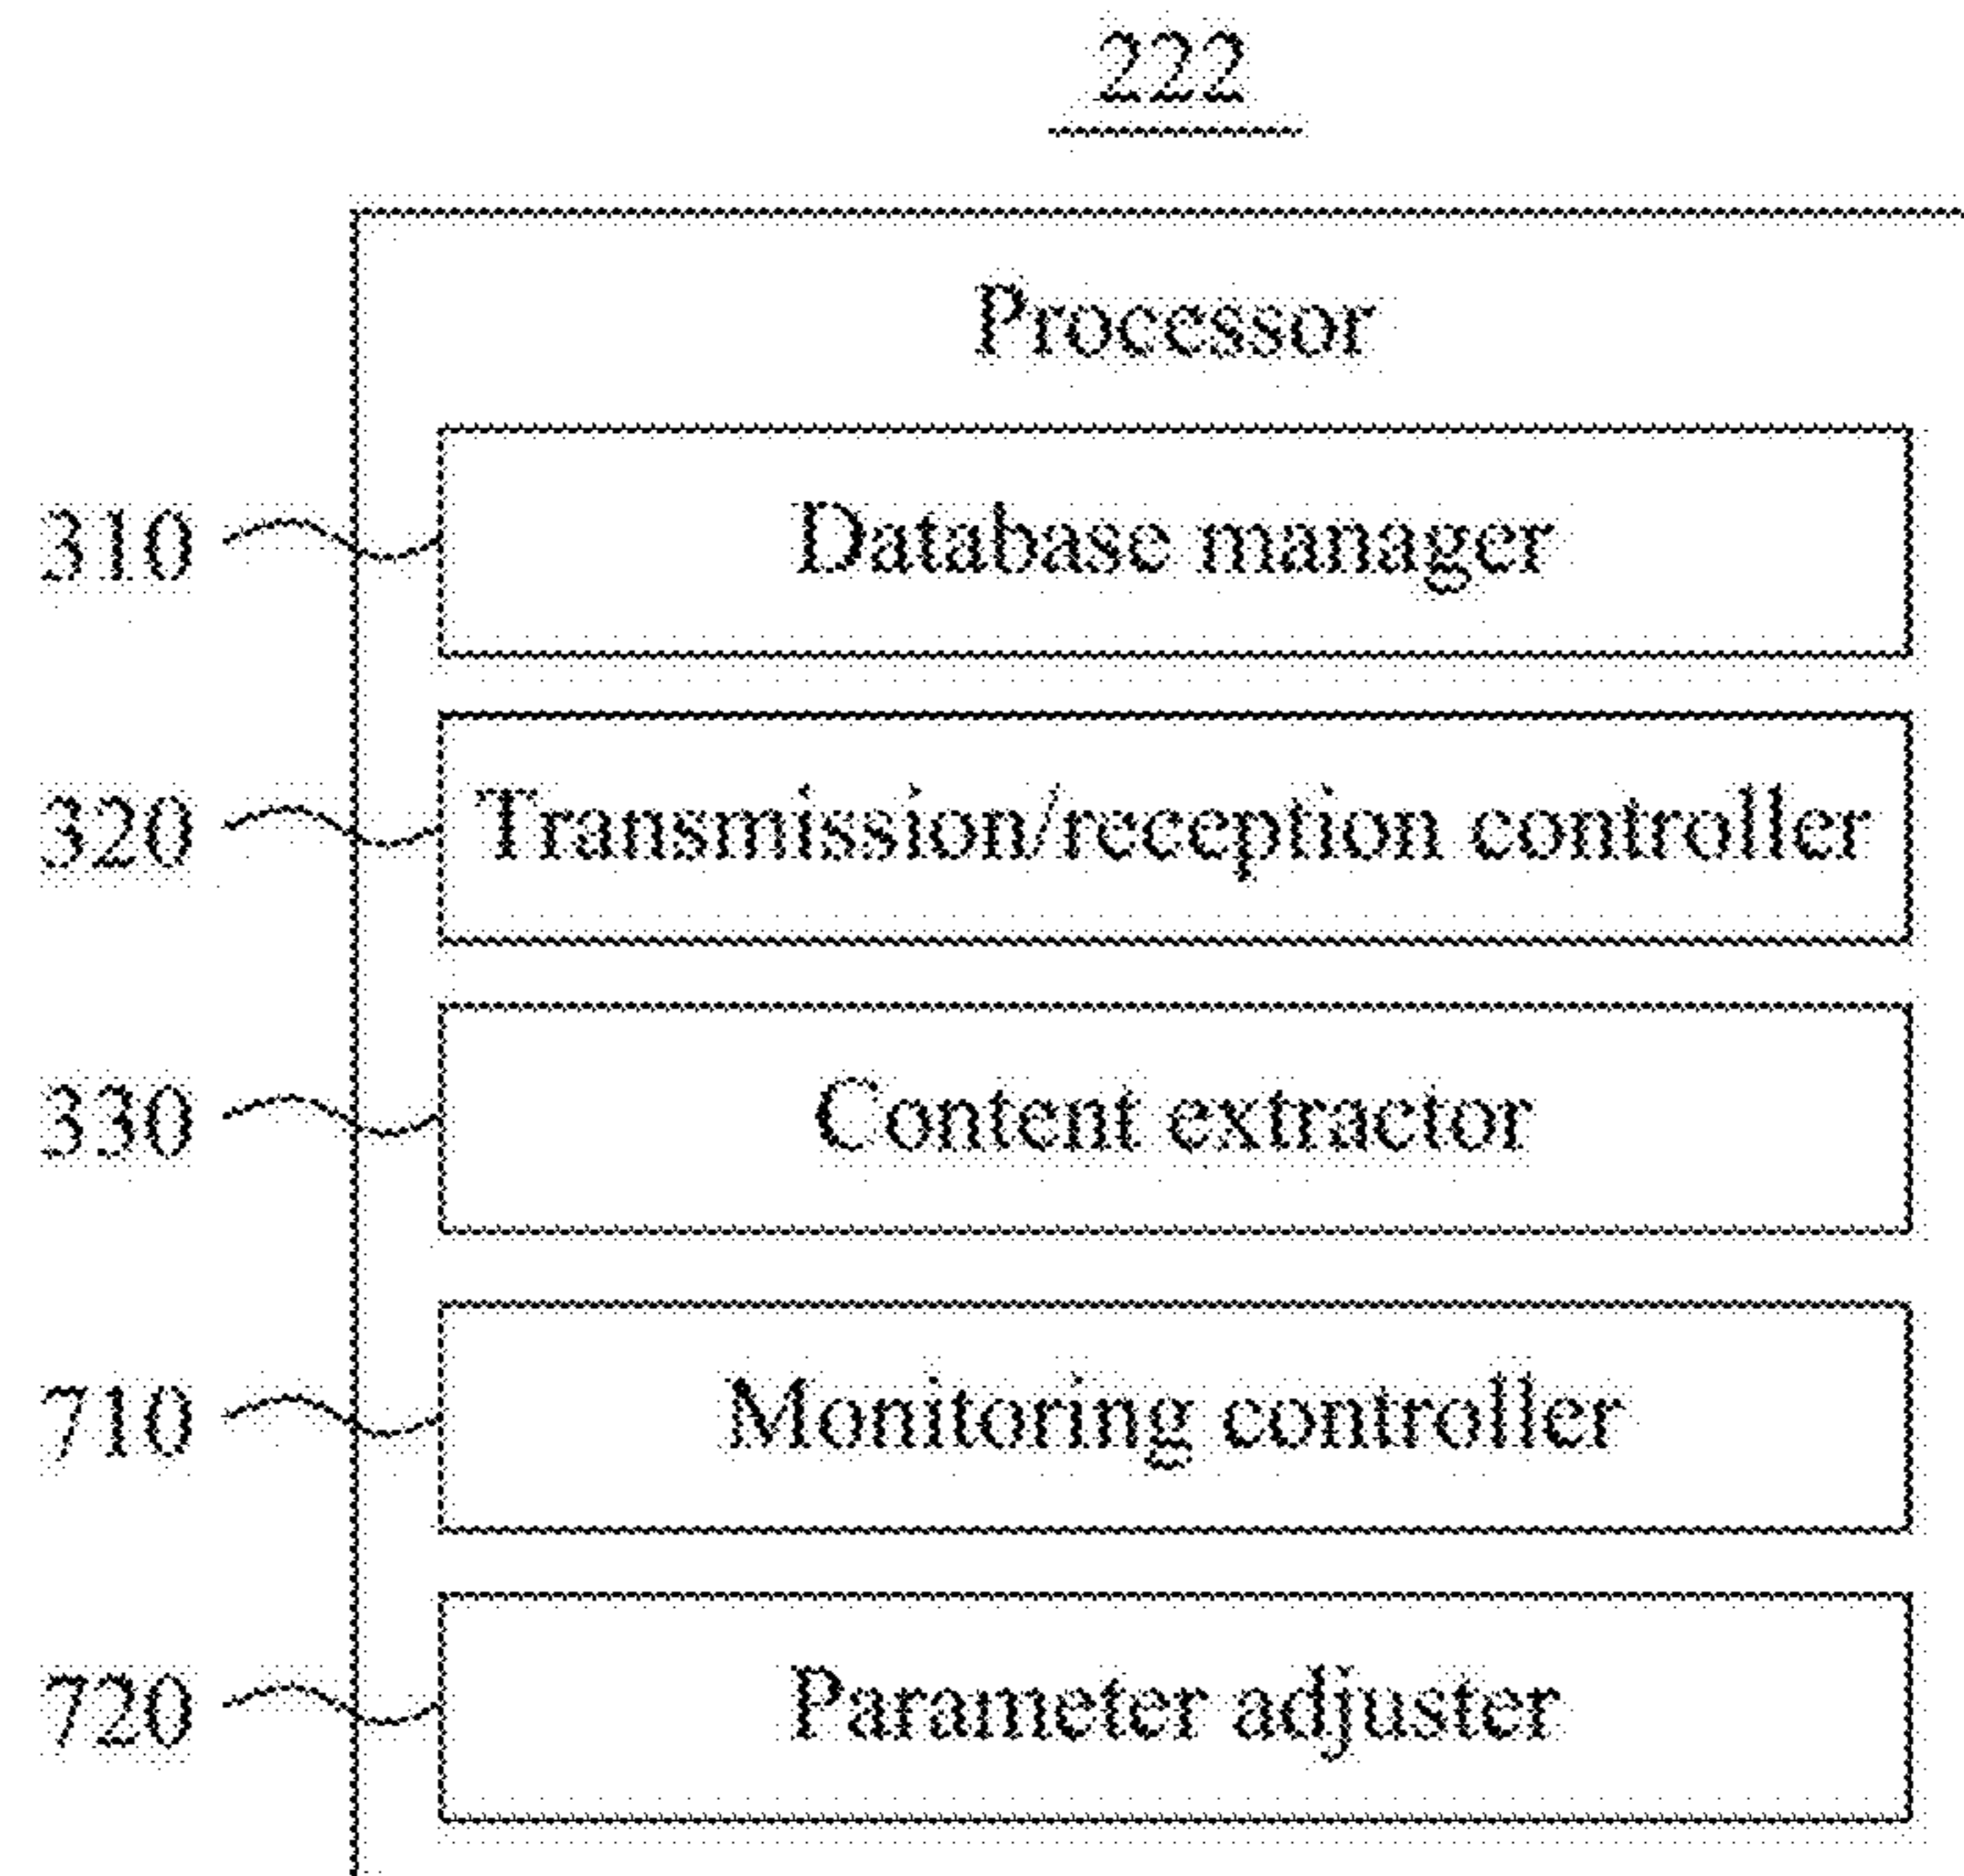 222
Processor
310 Database manager
320 Transmission/reception controller
330 Content extractor
710 Monitoring controller
720 Parameter adjuster